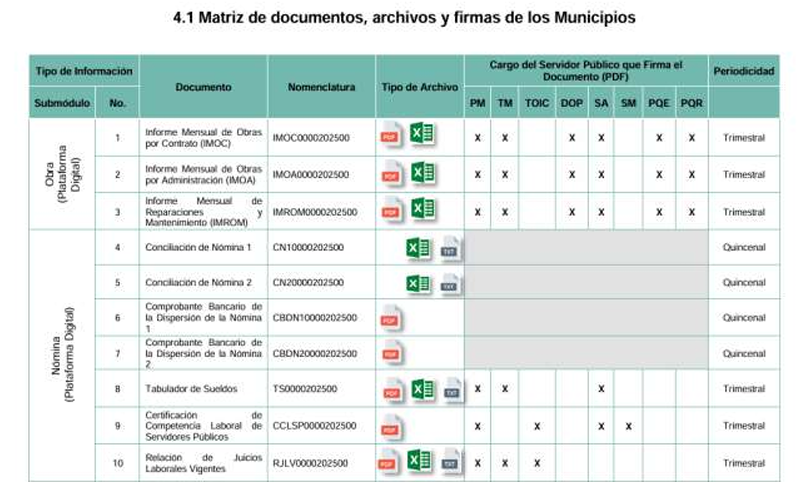 4.1 Matriz de documentos, archivos y firmas de los Municipios
Tipo de Información
Documento
Nomenclatura
Tipo de Archivo
Cargo del Servidor Público que Firma el
Documento (PDF)
Periodicidad
Submódulo No.
PM TM TOIC DOP SA SM PQE PQR
Obra
(Plataforma
Digital)
1 Informe Mensual de Obras
por Contrato (IMOC) IMOC0000202500 PDF X X X X X X X Trimestral
2 Informe Mensual de Obras
por Administración (IMOA) IMOA0000202500 PDF X X X X X X X Trimestral
3 Informe Mensual de
Reparaciones y
Mantenimiento (IMROM) IMROM0000202500 PDF X X X X X X X Trimestral
Nómina
(Plataforma Digital)
4 Conciliación de Nómina 1 CN10000202500 X TXT Quincenal
5 Conciliación de Nómina 2 CN20000202500 X TXT Quincenal
6 Comprobante Bancario de
la Dispersión de la Nómina
1 CBDN10000202500 PDF Quincenal
7 Comprobante Bancario de
la Dispersión de la Nómina
2 CBDN20000202500 PDF Quincenal
8 Tabulador de Sueldos TS0000202500 PDF X TXT X X X Trimestral
9 Certificación de
Competencia Laboral de
Servidores Públicos CCLSP0000202500 PDF X X X X Trimestral
10 Relación de Juicios
Laborales Vigentes RJLV0000202500 PDF X TXT X X X Trimestral